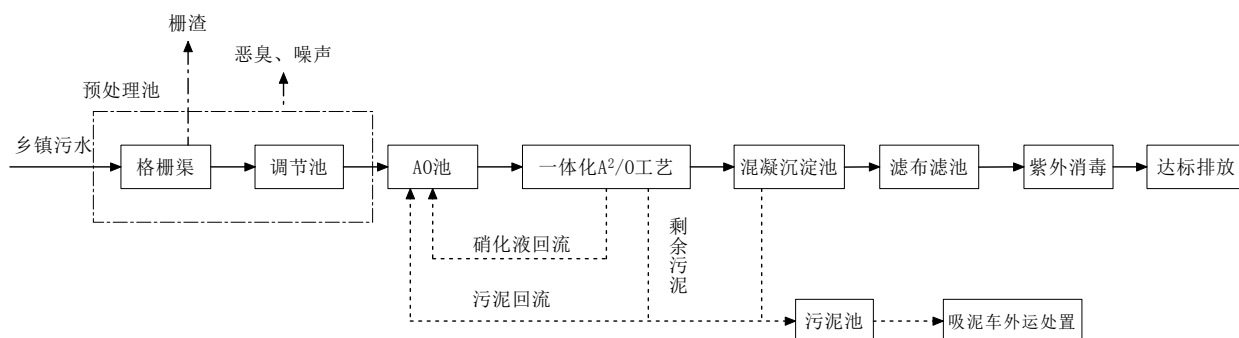 栅渣
恶臭、噪声
预处理池
乡镇污水
格栅渠
调节池
AO池
一体化A²/O工艺
混凝沉淀池
滤布滤池
紫外消毒
达标排放
硝化液回流
剩余污泥
污泥回流
污泥池
吸泥车外运处置